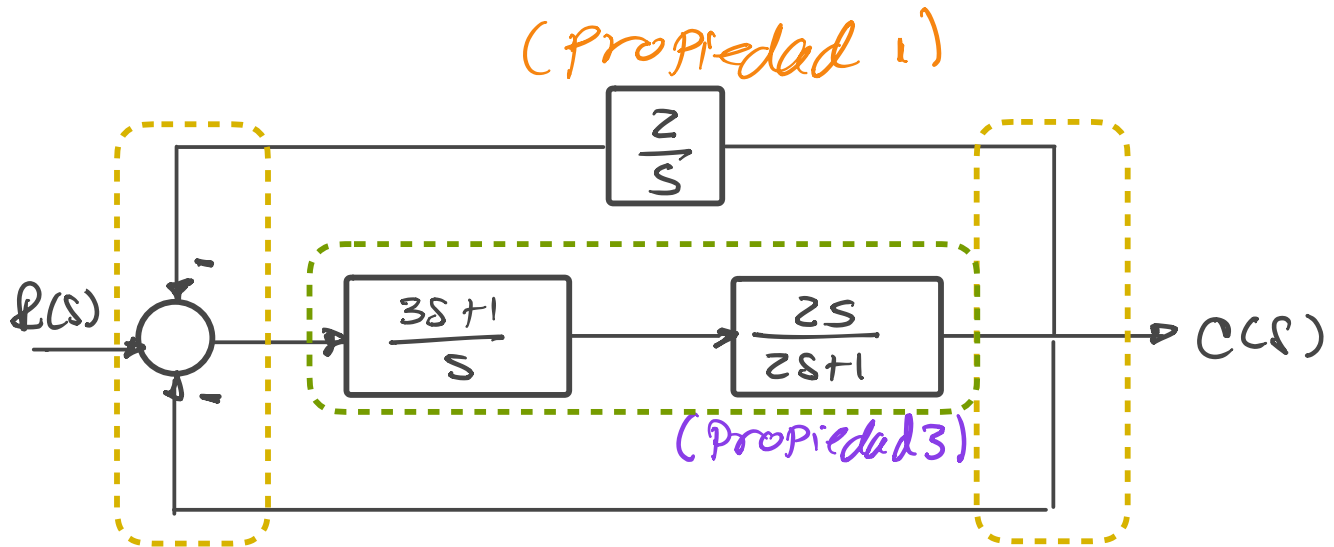 (Propiedad 1)
2
S
R(S)
-
3S+1
S
2S
2S+1
C(S)
-
(Propiedad3)